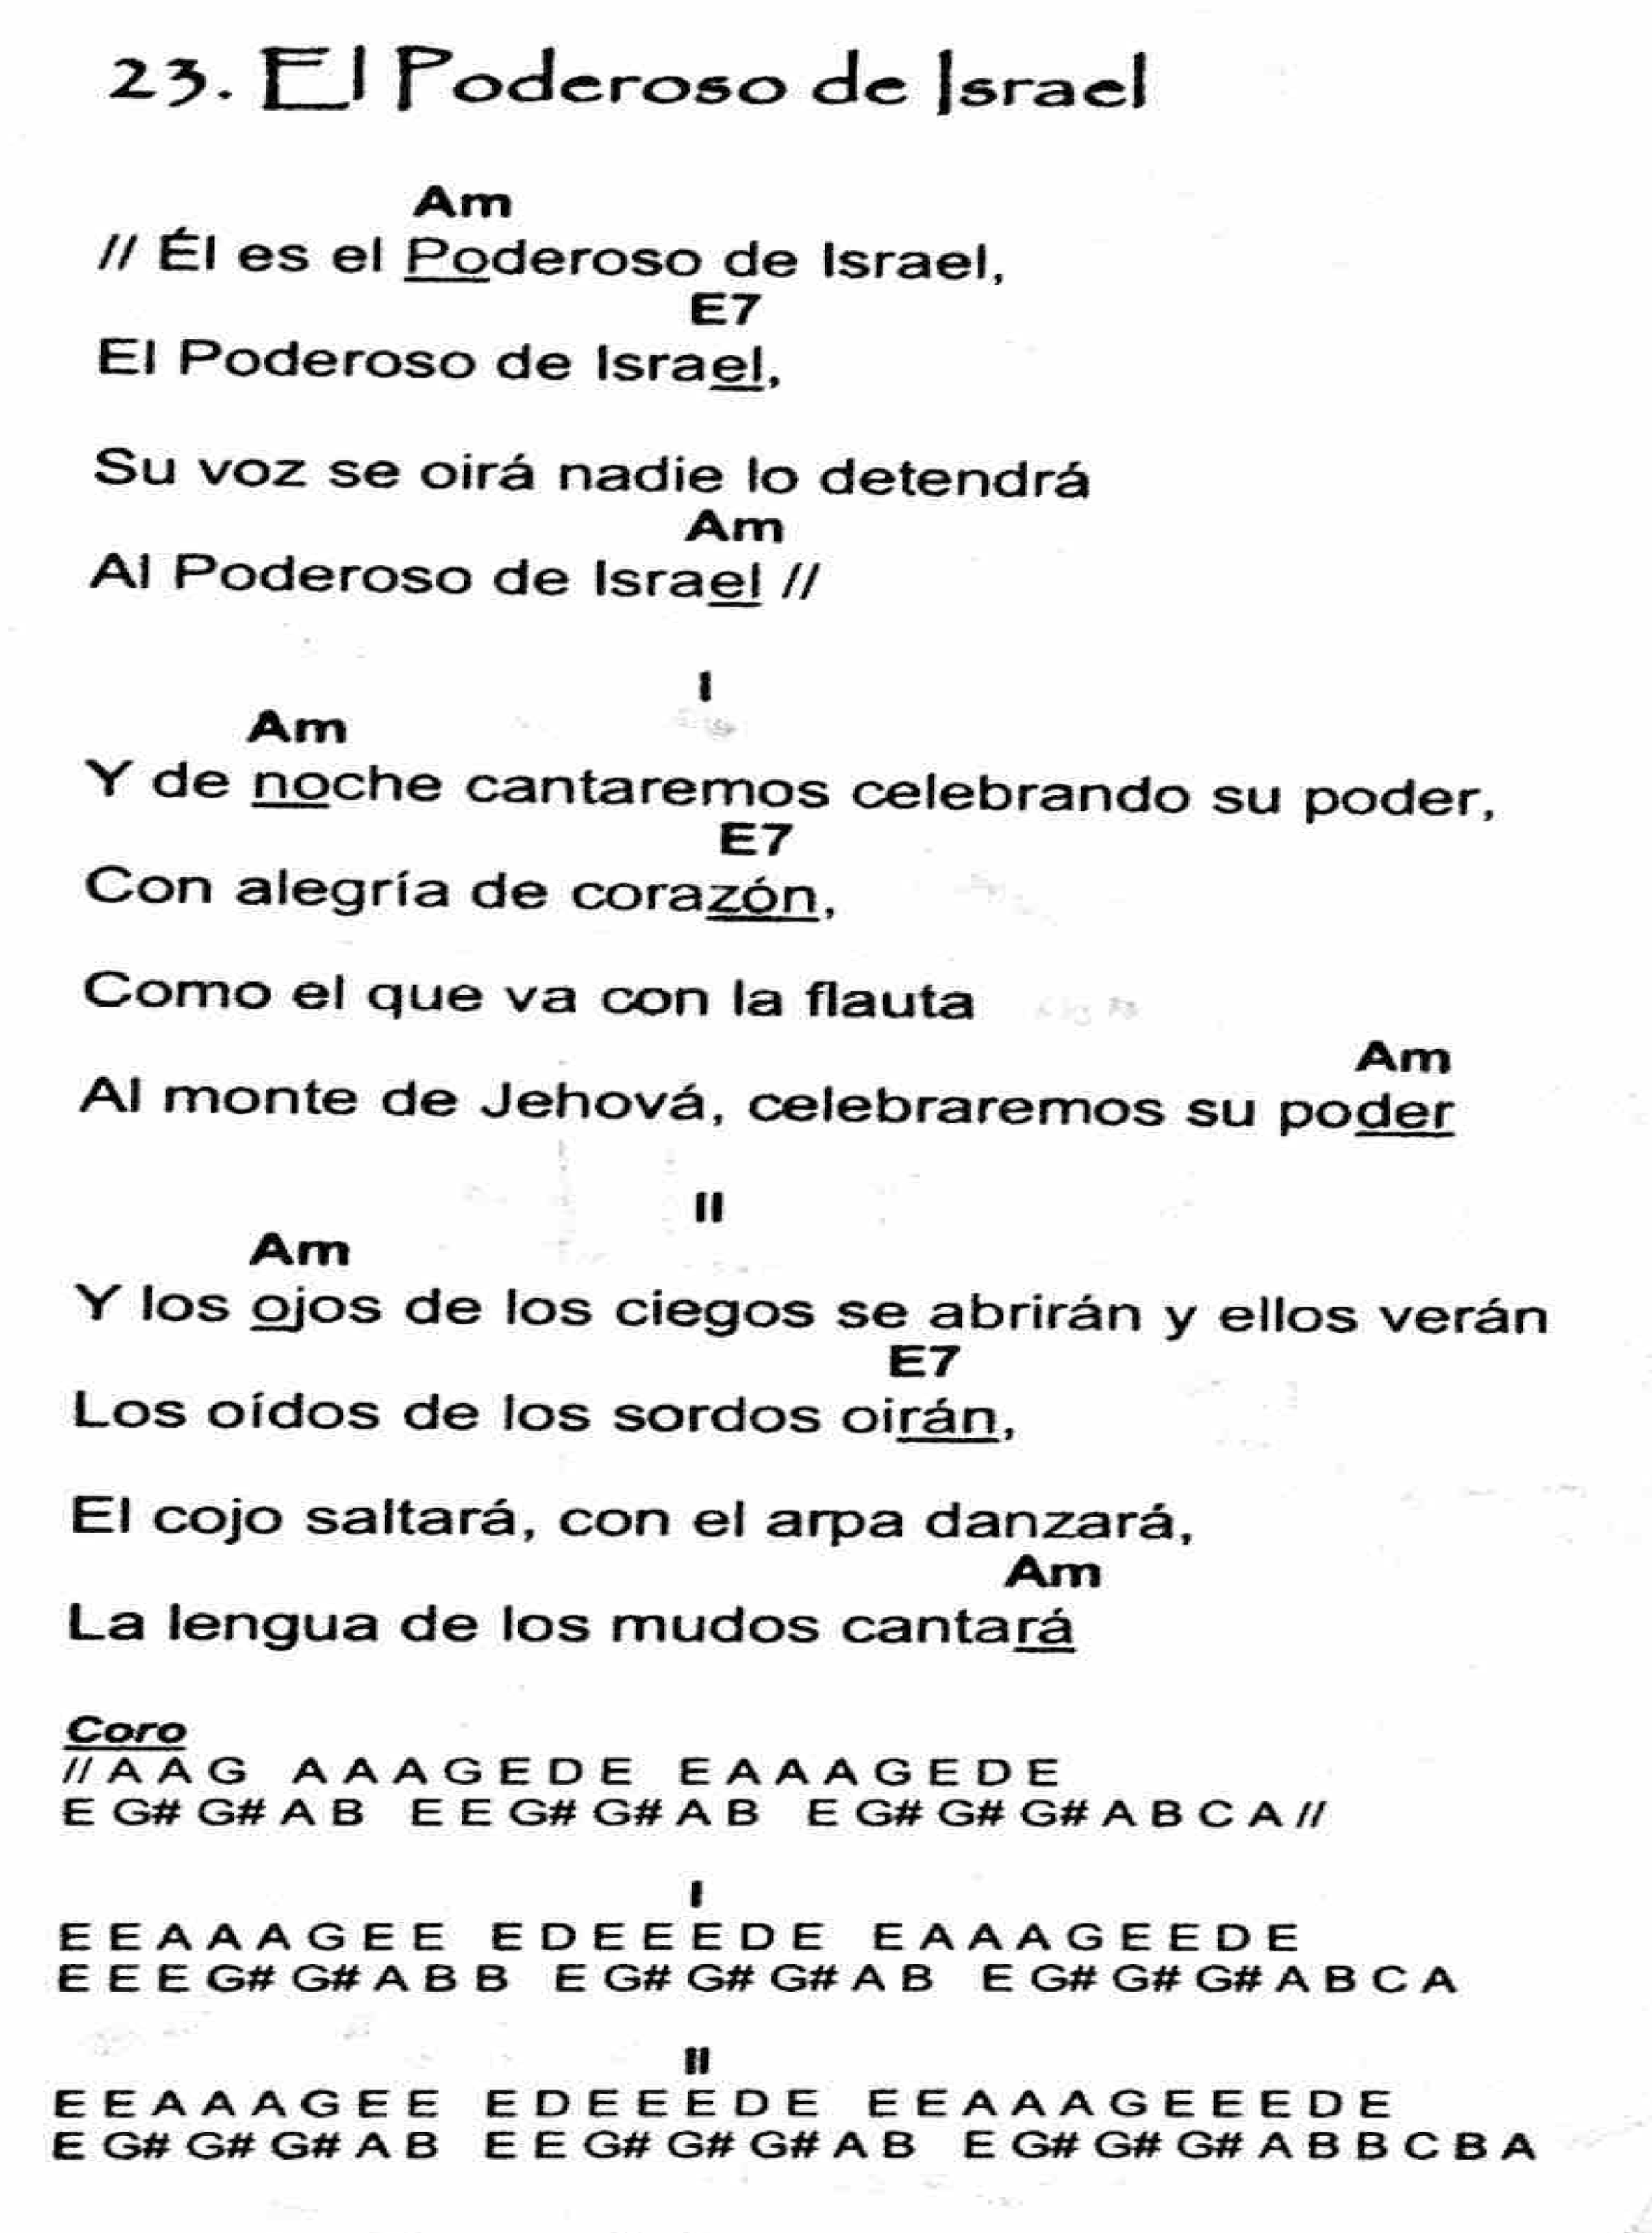 23. El Poderoso de Israel
Am
// Él es el Poderoso de Israel,
E7
El Poderoso de Israel,
Su voz se oirá nadie lo detendrá
Am
Al Poderoso de Israel //
I
Am
Y de noche cantaremos celebrando su poder,
E7
Con alegría de corazón,
Como el que va con la flauta
Am
Al monte de Jehová, celebraremos su poder
II
Am
Y los ojos de los ciegos se abrirán y ellos verán
E7
Los oídos de los sordos oirán,
El cojo saltará, con el arpa danzará,
Am
La lengua de los mudos cantará
Coro
// A A G A A A G E D E E A A A G E D E
E G# G# A B E E G# G# A B E G# G# G# A B C A //
I
E E A A A G E E E D E E E D E E A A A G E E D E
E E E G# G# A B B E G# G# G# A B E G# G# G# A B C A
II
E E A A A G E E E D E E E D E E E A A A G E E E D E
E G# G# G# A B E E G# G# G# A B E G# G# G# A B B C B A